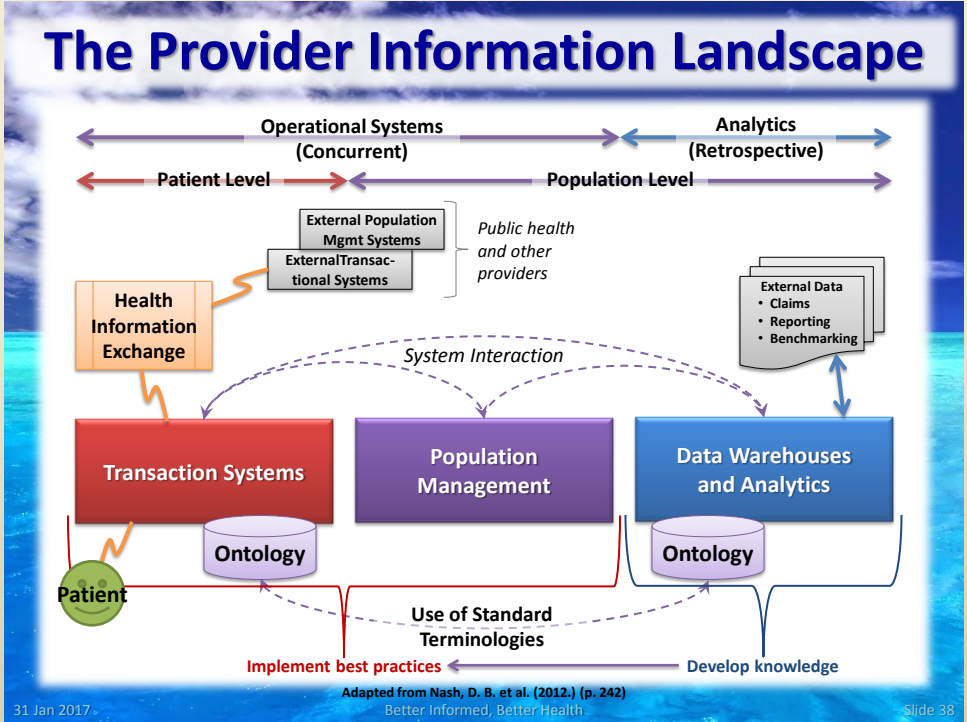 The Provider Information Landscape
Operational Systems
(Concurrent)
Analytics
(Retrospective)
Patient Level
Population Level
External Population
Mgmt Systems
ExternalTransac-
tional Systems
Public health
and other
providers
External Data
• Claims
• Reporting
• Benchmarking
Health
Information
Exchange
System Interaction
Transaction Systems
Population
Management
Data Warehouses
and Analytics
Ontology
Ontology
Patient
Use of Standard
Terminologies
Implement best practices
Develop knowledge
Adapted from Nash, D. B. et al. (2012.) (p. 242)
31 Jan 2017
Better Informed, Better Health
Slide 38